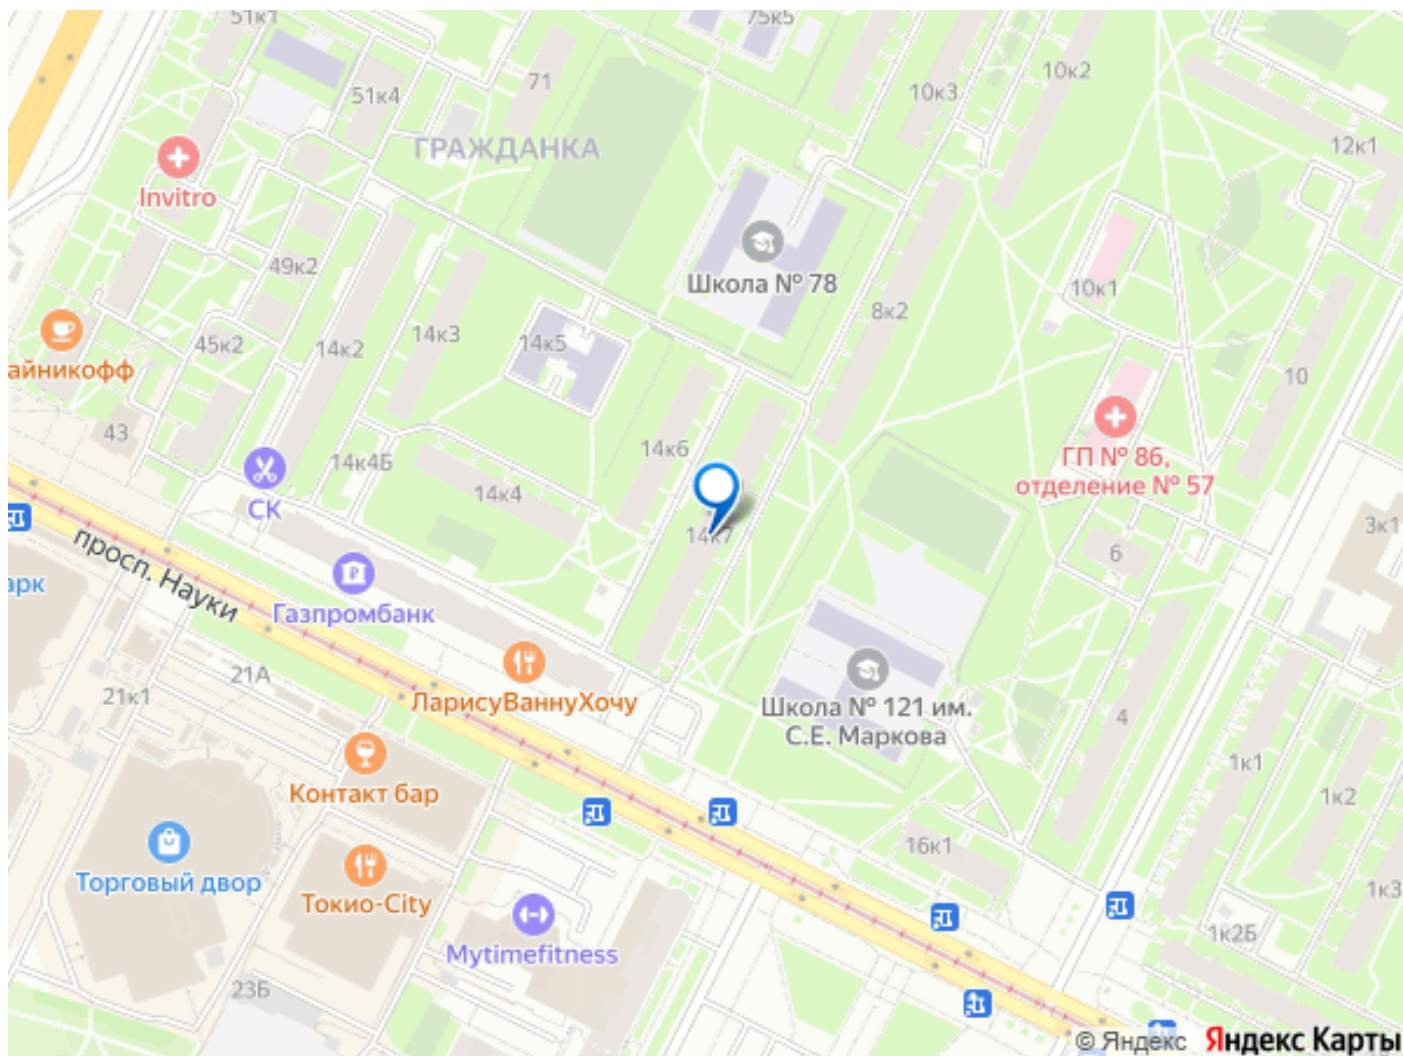 51к1
75к5
10к2
71
51к4
10к3
ГРАЖДАНКА
12к1
Invitro
49к2
Школа № 78
10к1
8к2
45к2
14к2
14к3
14к5
айникофф
10
43
14к6
14к4Б
ГП № 86,
отделение № 57
14к4
СК
3к1
14к7
6
просп. Науки
арк
Газпромбанк
21А
21к1
ЛарисуВаннуХочу
Школа № 121 им.
С.Е. Маркова
4
1к1
Контакт бар
1к2
16к1
Торговый двор
Токио-City
1к3
1к2Б
Mytimefitness
23Б
© Яндекс Яндекс Карты